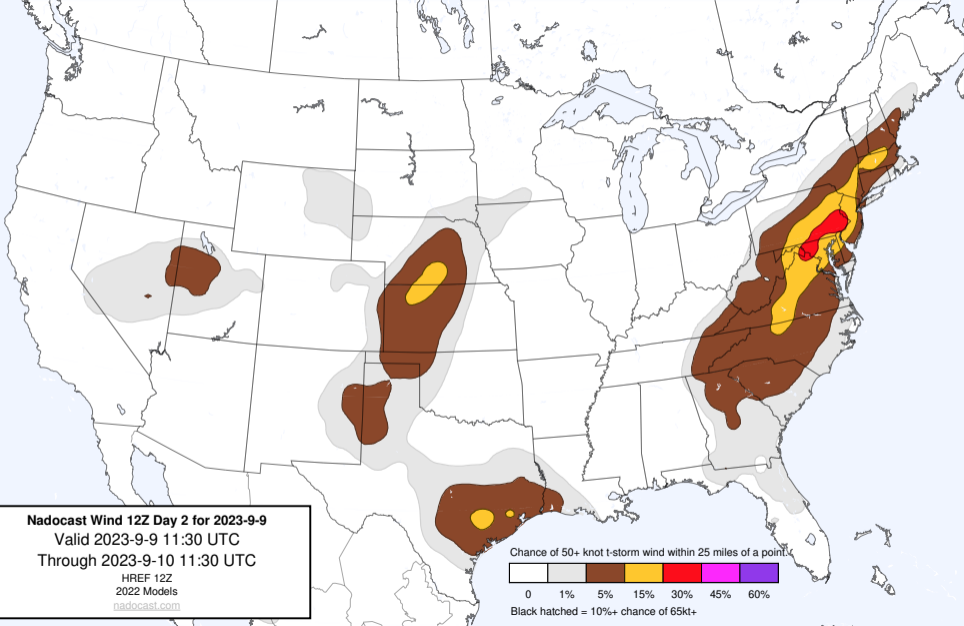 Nadocast Wind 12Z Day 2 for 2023-9-9
Valid 2023-9-9 11:30 UTC
Through 2023-9-10 11:30 UTC
HREF 12Z
2022 Models
nadocast.com
Chance of 50+ knot t-storm wind within 25 miles of a point.
0 1% 5% 15% 30% 45% 60%
Black hatched = 10%+ chance of 65kt+